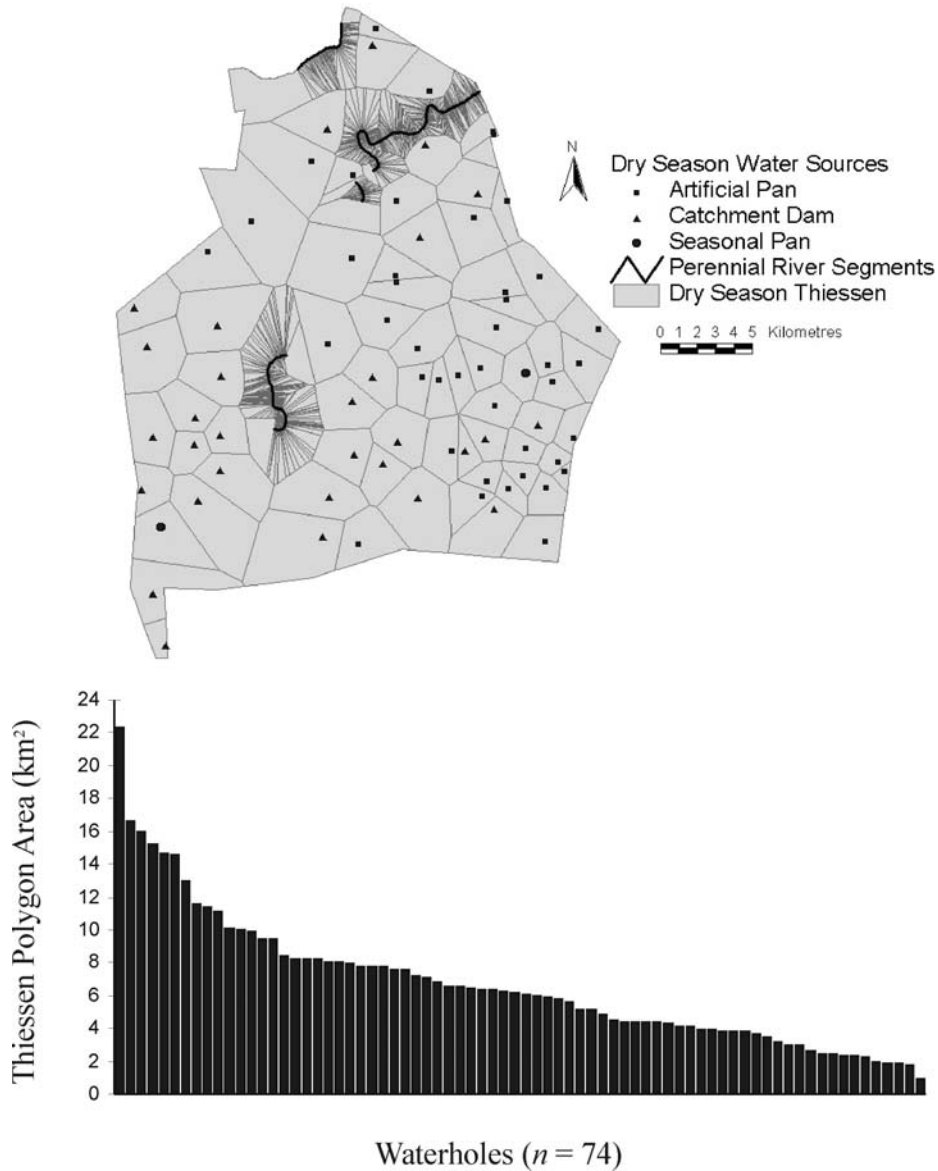 N
Dry Season Water Sources
Artificial Pan
Catchment Dam
Seasonal Pan
Perennial River Segments
Dry Season Thiessen
0 1 2 3 4 5 Kilometres
24
22
20
18
16
14
12
10
8
6
4
2
0
Thiessen Polygon Area (km²)
Waterholes (n = 74)